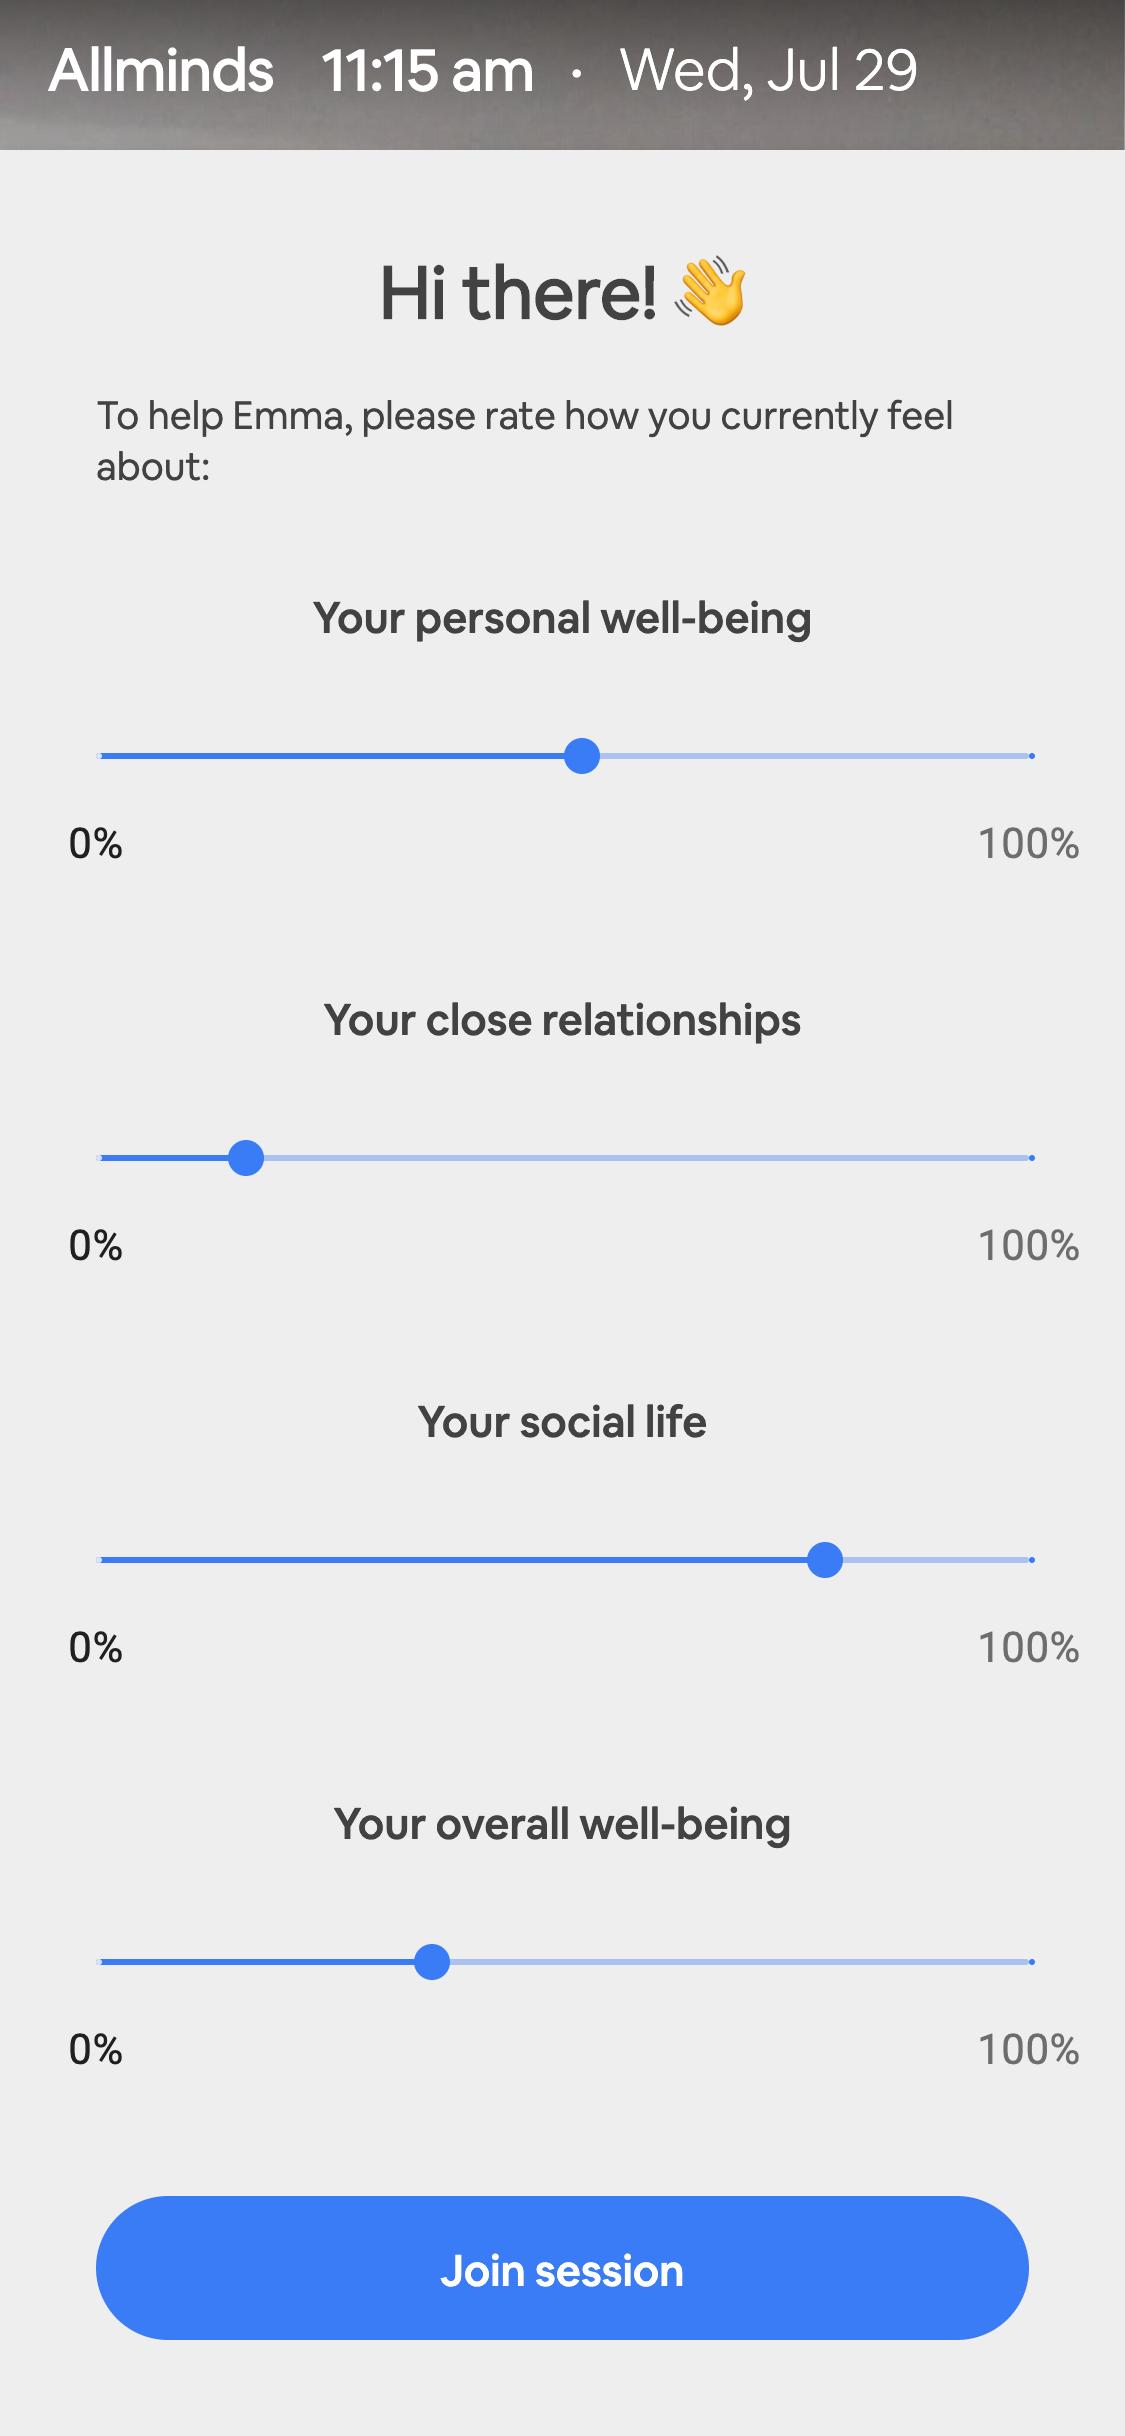 Allminds 11:15 am · Wed, Jul 29
Hi there! 👋
To help Emma, please rate how you currently feel
about:
Your personal well-being
0% 100%
Your close relationships
0% 100%
Your social life
0% 100%
Your overall well-being
0% 100%
Join session